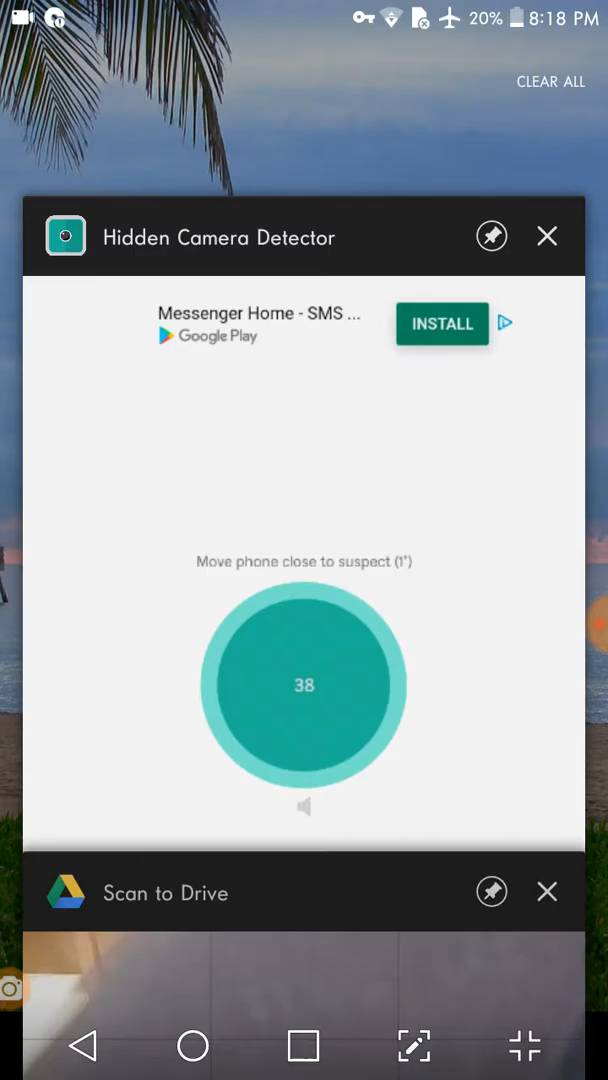 20% 8:18 PM
CLEAR ALL
Hidden Camera Detector
Messenger Home - SMS ...
Google Play
INSTALL
Move phone close to suspect (1")
38
Scan to Drive